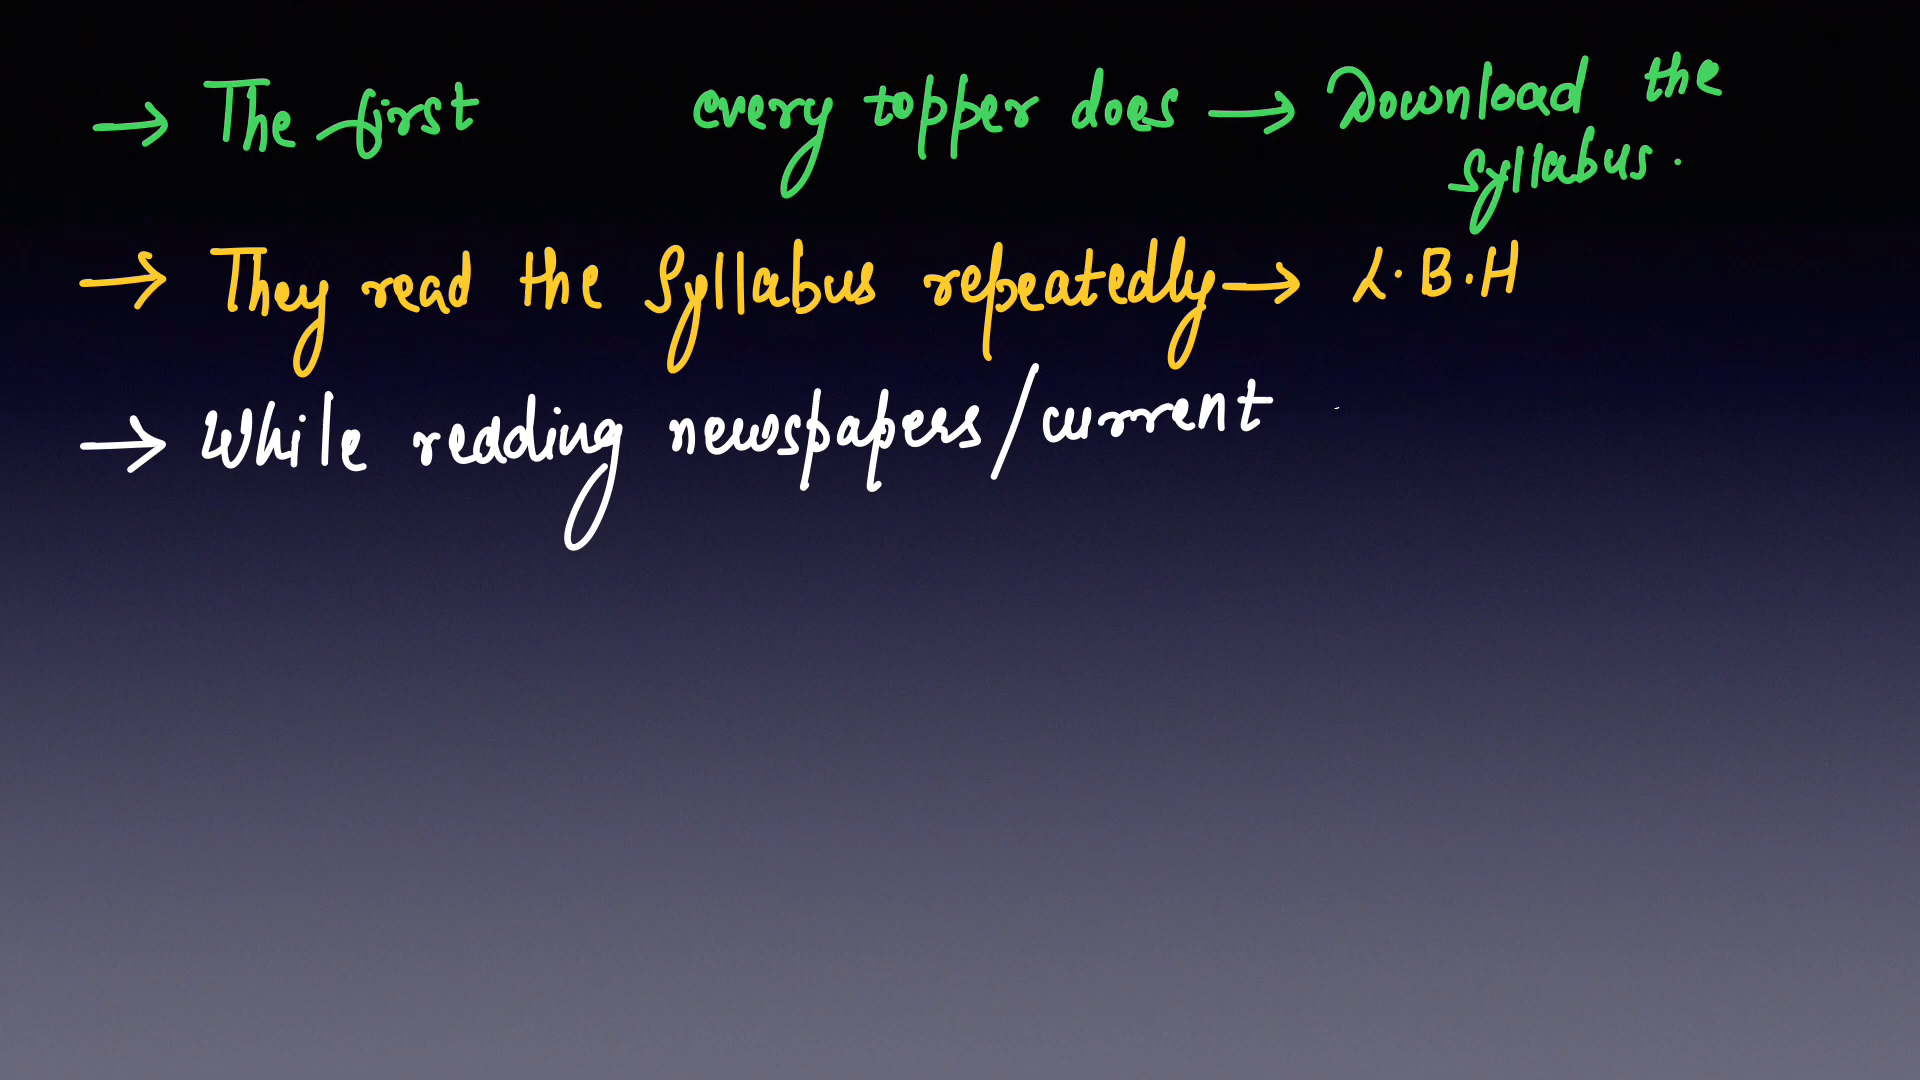 → The first every topper does → Download the
syllabus.
→ They read the Syllabus repeatedly → L.B.H
→ While reading newspapers/current